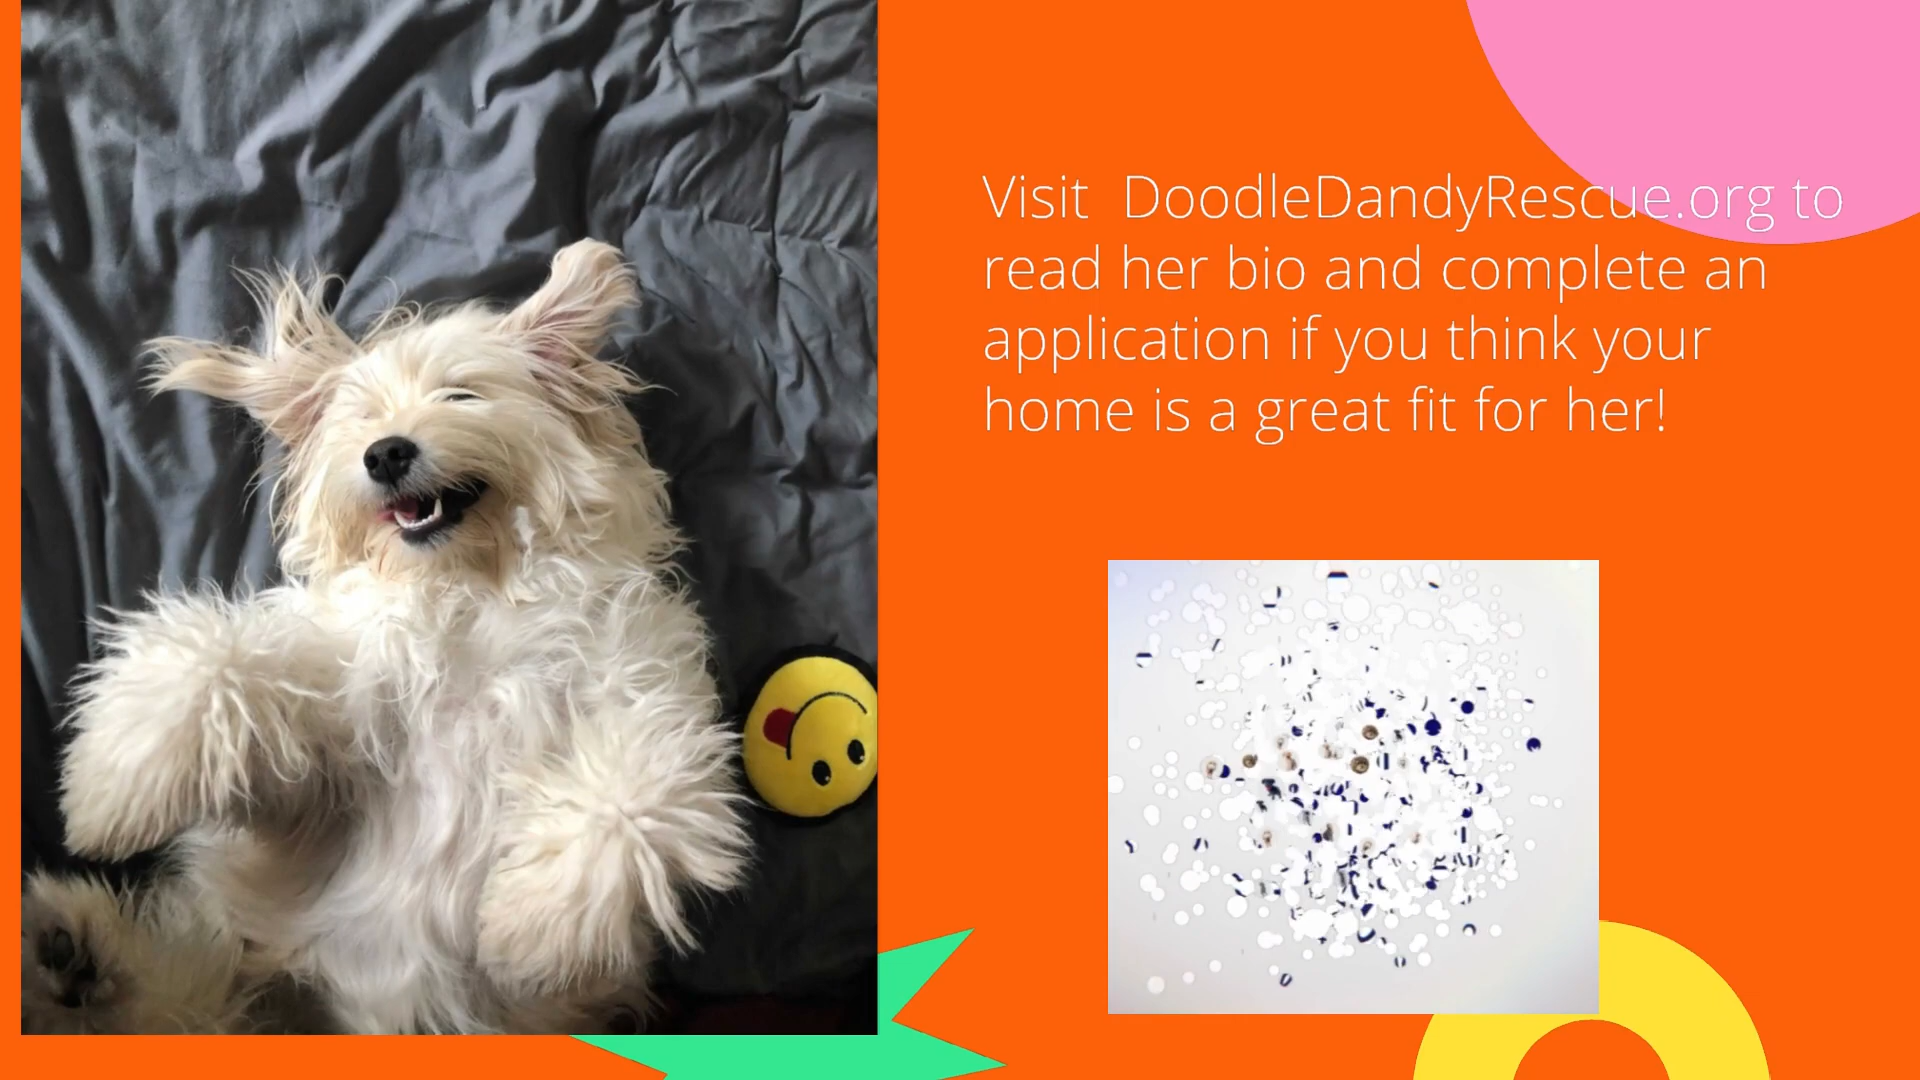 Visit DoodleDandyRescue.org to
read her bio and complete an
application if you think your
home is a great fit for her!